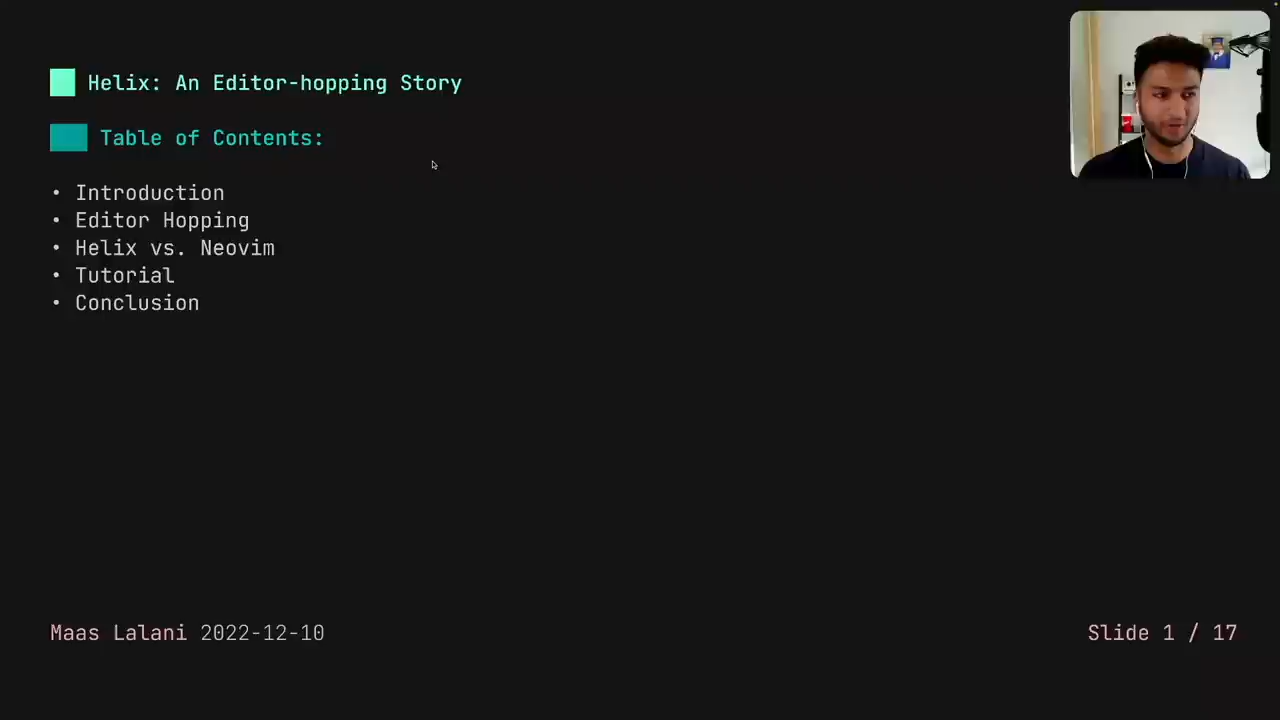 Helix: An Editor-hopping Story
Table of Contents:
• Introduction
• Editor Hopping
• Helix vs. Neovim
• Tutorial
• Conclusion
Maas Lalani 2022-12-10
Slide 1 / 17